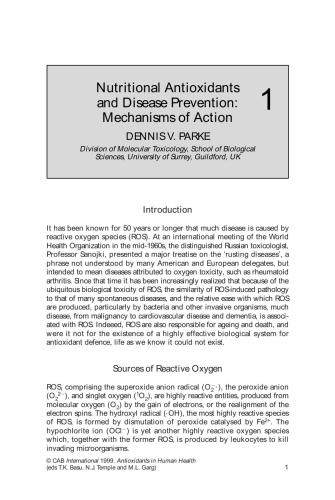 Nutritional Antioxidants
and Disease Prevention:
Mechanisms of Action
1
DENNIS V. PARKE
Division of Molecular Toxicology, School of Biological
Sciences, University of Surrey, Guildford, UK
Introduction
It has been known for 50 years or longer that much disease is caused by
reactive oxygen species (ROS). At an international meeting of the World
Health Organization in the mid-1960s, the distinguished Russian toxicologist,
Professor Sanojki, presented a major treatise on the ‘rusting diseases’, a
phrase not understood by many American and European delegates, but
intended to mean diseases attributed to oxygen toxicity, such as rheumatoid
arthritis. Since that time it has been increasingly realized that because of the
ubiquitous biological toxicity of ROS, the similarity of ROS-induced pathology
to that of many spontaneous diseases, and the relative ease with which ROS
are produced, particularly by bacteria and other invasive organisms, much
disease, from malignancy to cardiovascular disease and dementia, is associ-
ated with ROS. Indeeed, ROS are also responsible for ageing and death, and
were it not for the existence of a highly effective biological system for
antioxidant defence, life as we know it could not exist.
Sources of Reactive Oxygen
ROS, comprising the superoxide anion radical (O₂⁻·), the peroxide anion
(O₂²⁻), and singlet oxygen (¹O₂), are highly reactive entities, produced from
molecular oxygen (O₂) by the gain of electrons, or the realignment of the
electron spins. The hydroxyl radical (·OH), the most highly reactive species
of ROS, is formed by dismutation of peroxide catalysed by Fe²⁺. The
hypochlorite ion (OCl⁻) is yet another highly reactive oxygen species
which, together with the former ROS, is produced by leukocytes to kill
invading microorganisms.
© CAB International 1999. Antioxidants in Human Health
(eds T.K. Basu, N.J. Temple and M.L. Garg)
1